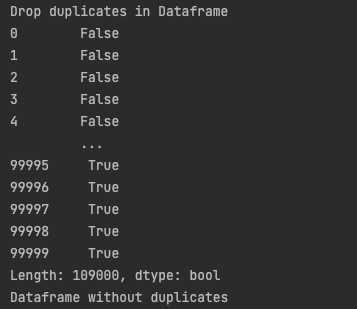 Drop duplicates in Dataframe
0        False
1        False
2        False
3        False
4        False
         ...
99995     True
99996     True
99997     True
99998     True
99999     True
Length: 109000, dtype: bool
Dataframe without duplicates